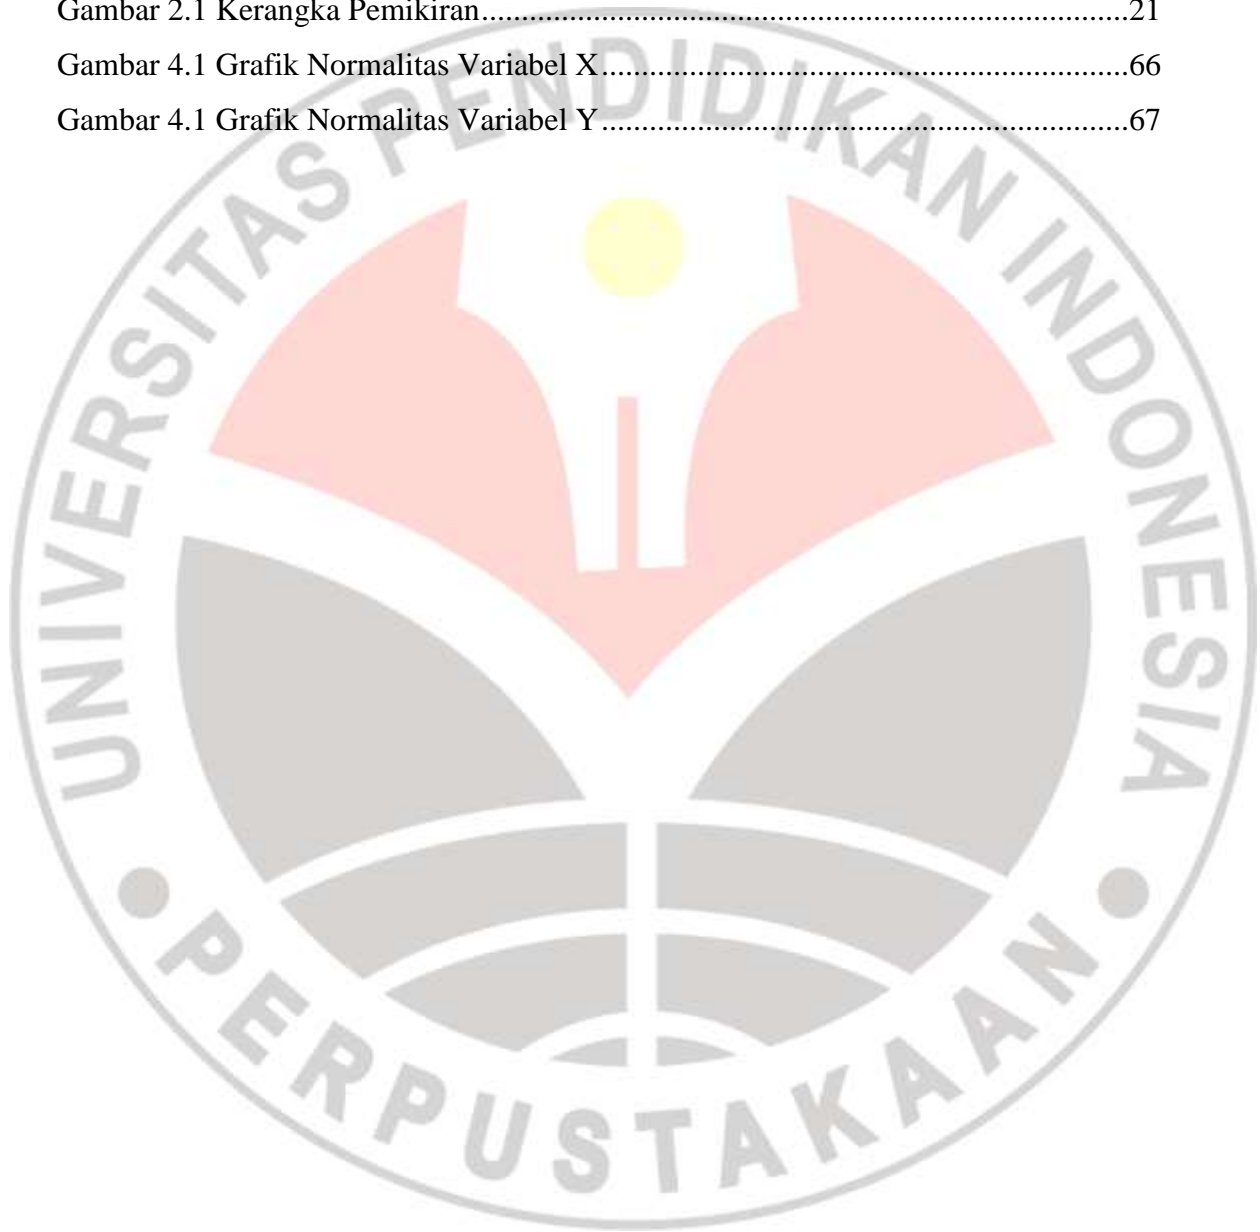 Gambar 2.1 Kerangka Pemikiran................................................................................21
Gambar 4.1 Grafik Normalitas Variabel X.................................................................66
Gambar 4.1 Grafik Normalitas Variabel Y.................................................................67
UNIVERSITAS PENDIDIKAN INDONESIA
PERPUSTAKAAN